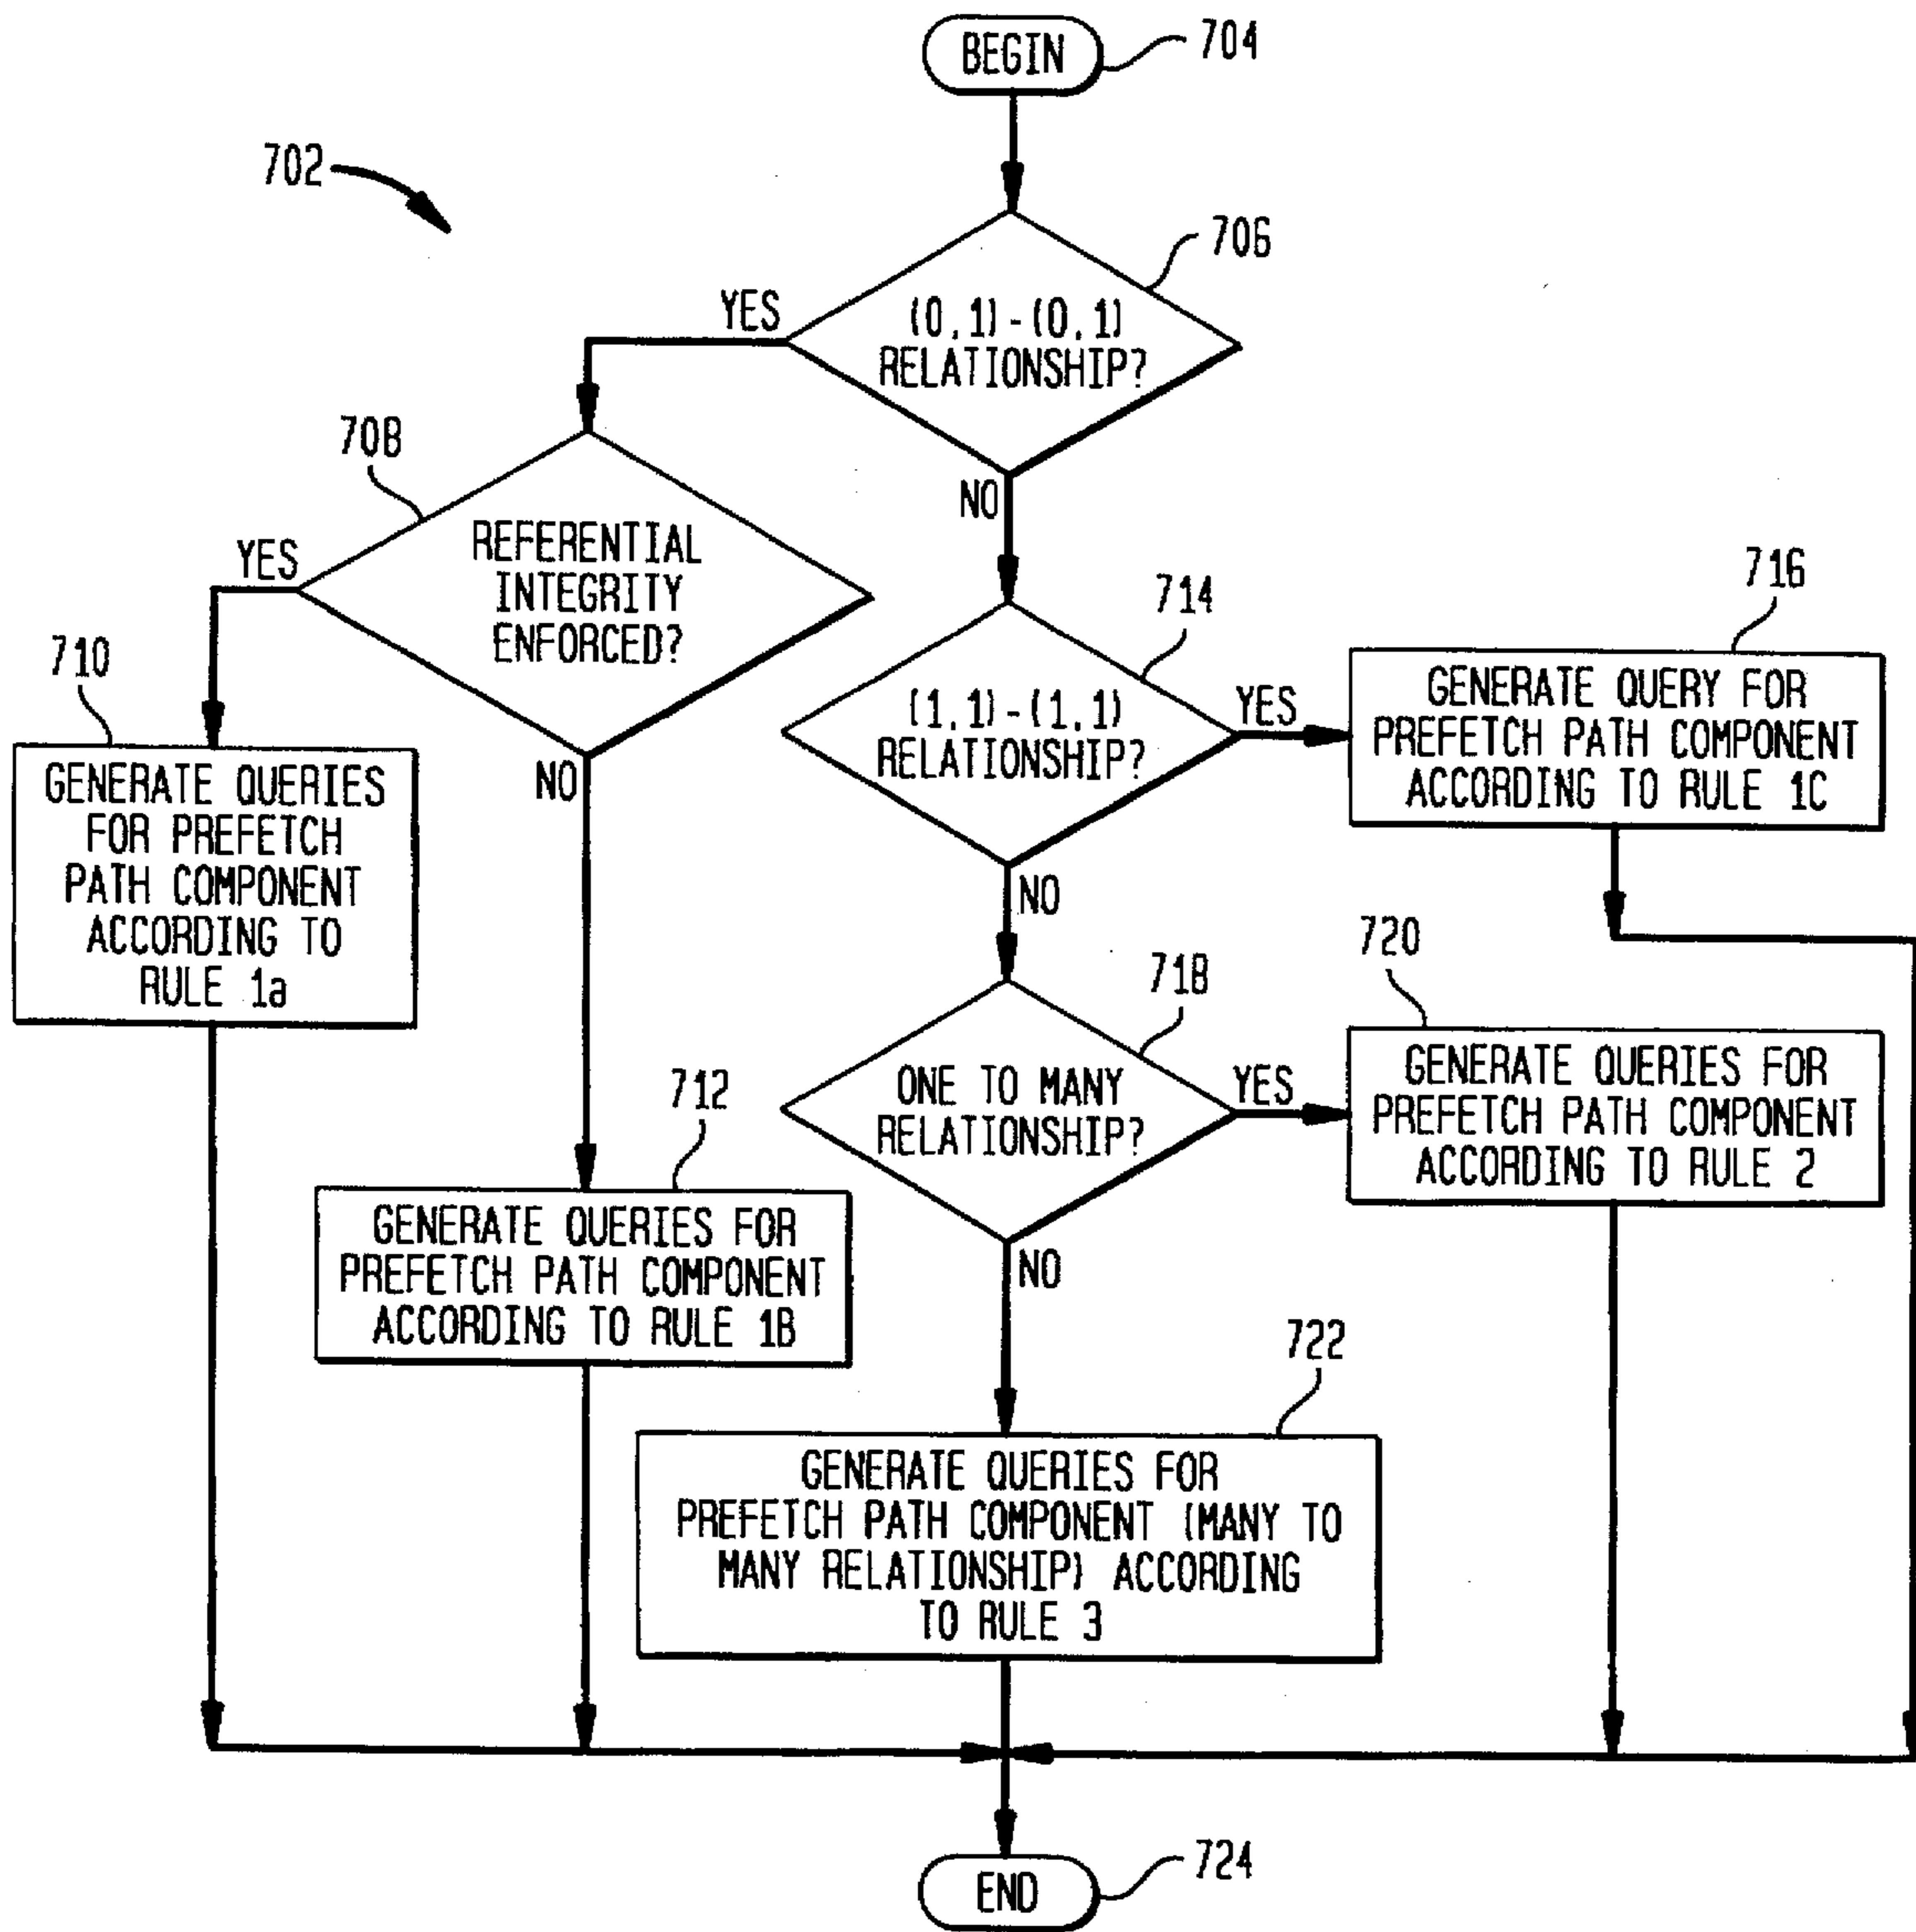 BEGIN
704
702
706
(0,1)-(0,1)
RELATIONSHIP?
YES
NO
708
REFERENTIAL
INTEGRITY
ENFORCED?
YES
NO
714
(1,1)-(1,1)
RELATIONSHIP?
YES
NO
716
GENERATE QUERY FOR
PREFETCH PATH COMPONENT
ACCORDING TO RULE 1C
710
GENERATE QUERIES
FOR PREFETCH
PATH COMPONENT
ACCORDING TO
RULE 1a
718
ONE TO MANY
RELATIONSHIP?
YES
NO
720
GENERATE QUERIES FOR
PREFETCH PATH COMPONENT
ACCORDING TO RULE 2
712
GENERATE QUERIES FOR
PREFETCH PATH COMPONENT
ACCORDING TO RULE 1B
722
GENERATE QUERIES FOR
PREFETCH PATH COMPONENT (MANY TO
MANY RELATIONSHIP) ACCORDING
TO RULE 3
END
724